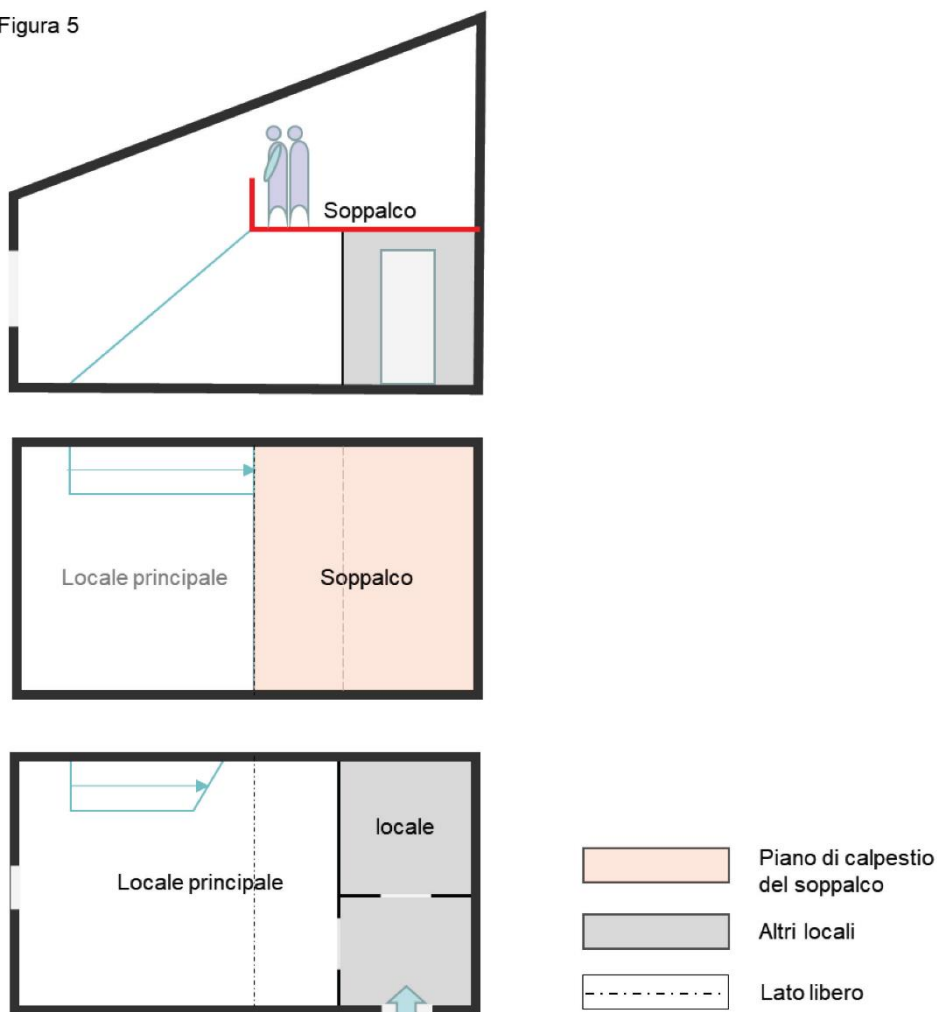 Figura 5
Soppalco
Locale principale
Soppalco
locale
Locale principale
Piano di calpestio
del soppalco
Altri locali
Lato libero